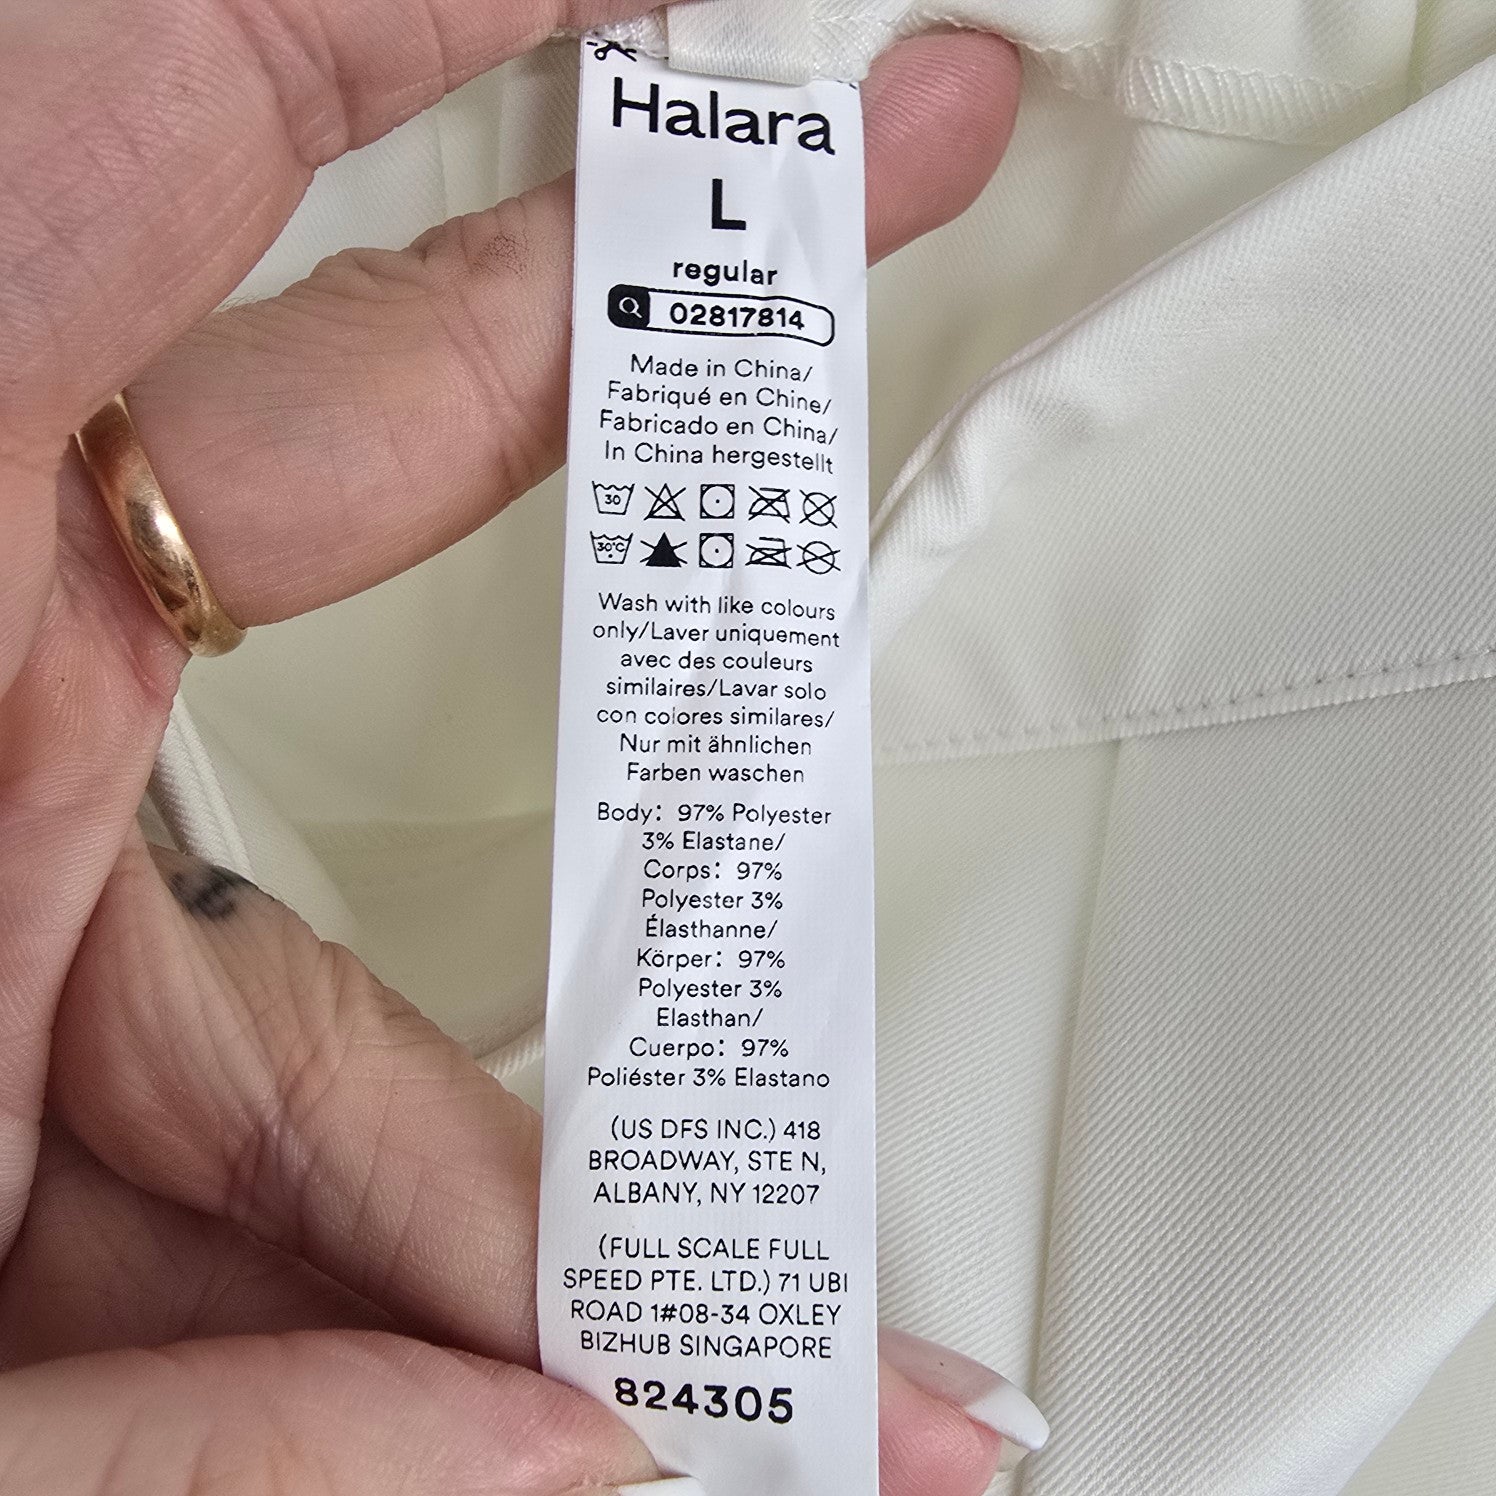 Halara
L
regular
02817814
Made in China/
Fabriqué en Chine/
Fabricado en China/
In China hergestellt
30
30°C
Wash with like colours
only/Laver uniquement
avec des couleurs
similaires/Lavar solo
con colores similares/
Nur mit ähnlichen
Farben waschen
Body: 97% Polyester
3% Elastane/
Corps: 97%
Polyester 3%
Élasthanne/
Körper: 97%
Polyester 3%
Elasthan/
Cuerpo: 97%
Poliéster 3% Elastano
(US DFS INC.) 418
BROADWAY, STE N,
ALBANY, NY 12207
(FULL SCALE FULL
SPEED PTE. LTD.) 71 UBI
ROAD 1#08-34 OXLEY
BIZHUB SINGAPORE
824305